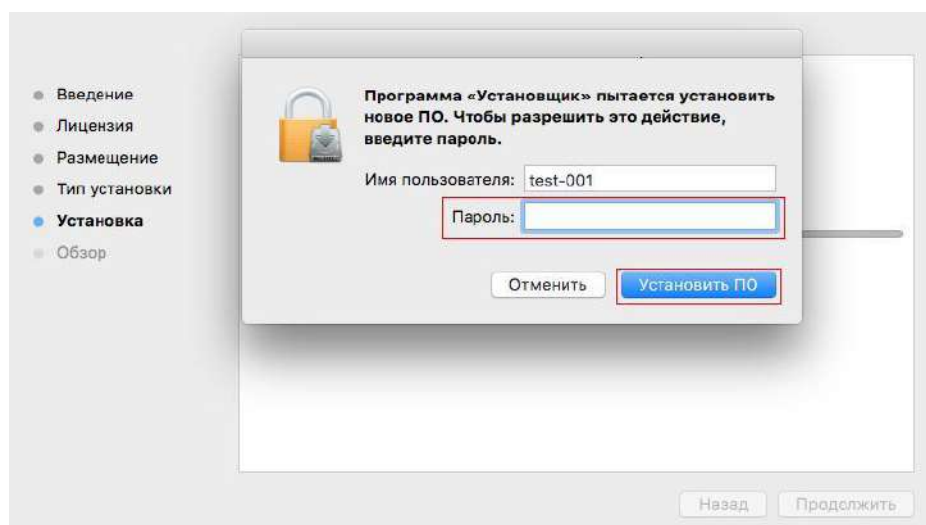 Введение
Лицензия
Размещение
Тип установки
Установка
Обзор
Программа «Установщик» пытается установить
новое ПО. Чтобы разрешить это действие,
введите пароль.
Имя пользователя: test-001
Пароль:
Отменить
Установить ПО
Назад
Продолжить